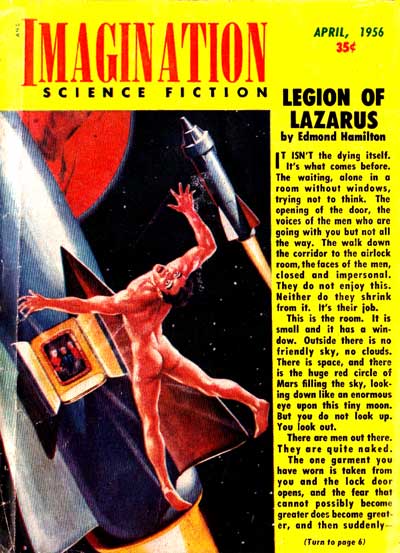 IMAGINATION
SCIENCE FICTION
APRIL, 1956
35¢
LEGION OF
LAZARUS
by Edmond Hamilton
IT ISN'T the dying itself.
It's what comes before.
The waiting, alone in a
room without windows,
trying not to think. The
opening of the door, the
voices of the men who are
going with you but not all
the way. The walk down
the corridor to the airlock
room, the faces of the men,
closed and impersonal.
They do not enjoy this.
Neither do they shrink
from it. It's their job.
This is the room. It is
small and it has a win-
dow. Outside there is no
friendly sky, no clouds.
There is space, and there
is the huge red circle of
Mars filling the sky, look-
ing down like an enormous
eye upon this tiny moon.
But you do not look up.
You look out.
There are men out there.
They are quite naked.
The one garment you
have worn is taken from
you and the lock door
opens, and the fear that
cannot possibly become
greater does become great-
er, and then suddenly—
(Turn to page 6)